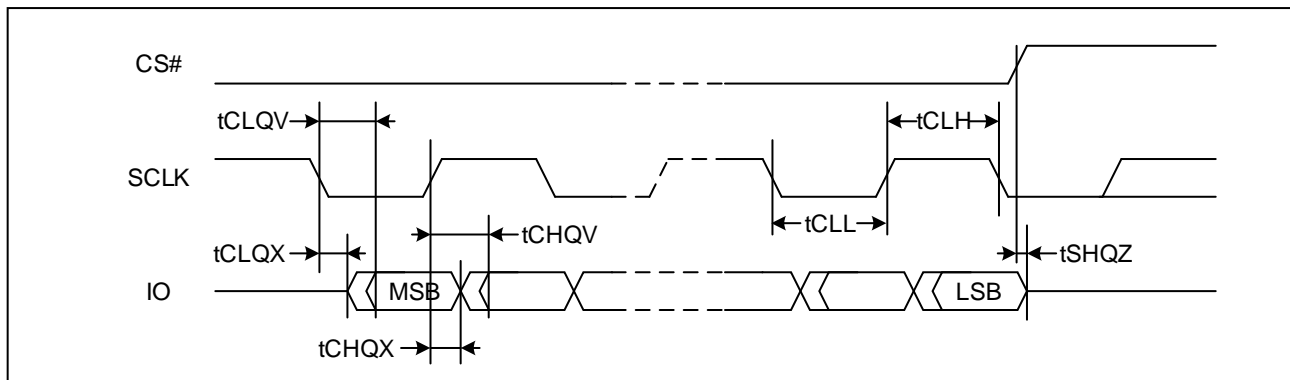 CS#
tCLQV
tCLH
SCLK
tCLL
tCHQV
tCLQX
tSHQZ
IO
MSB
LSB
tCHQX